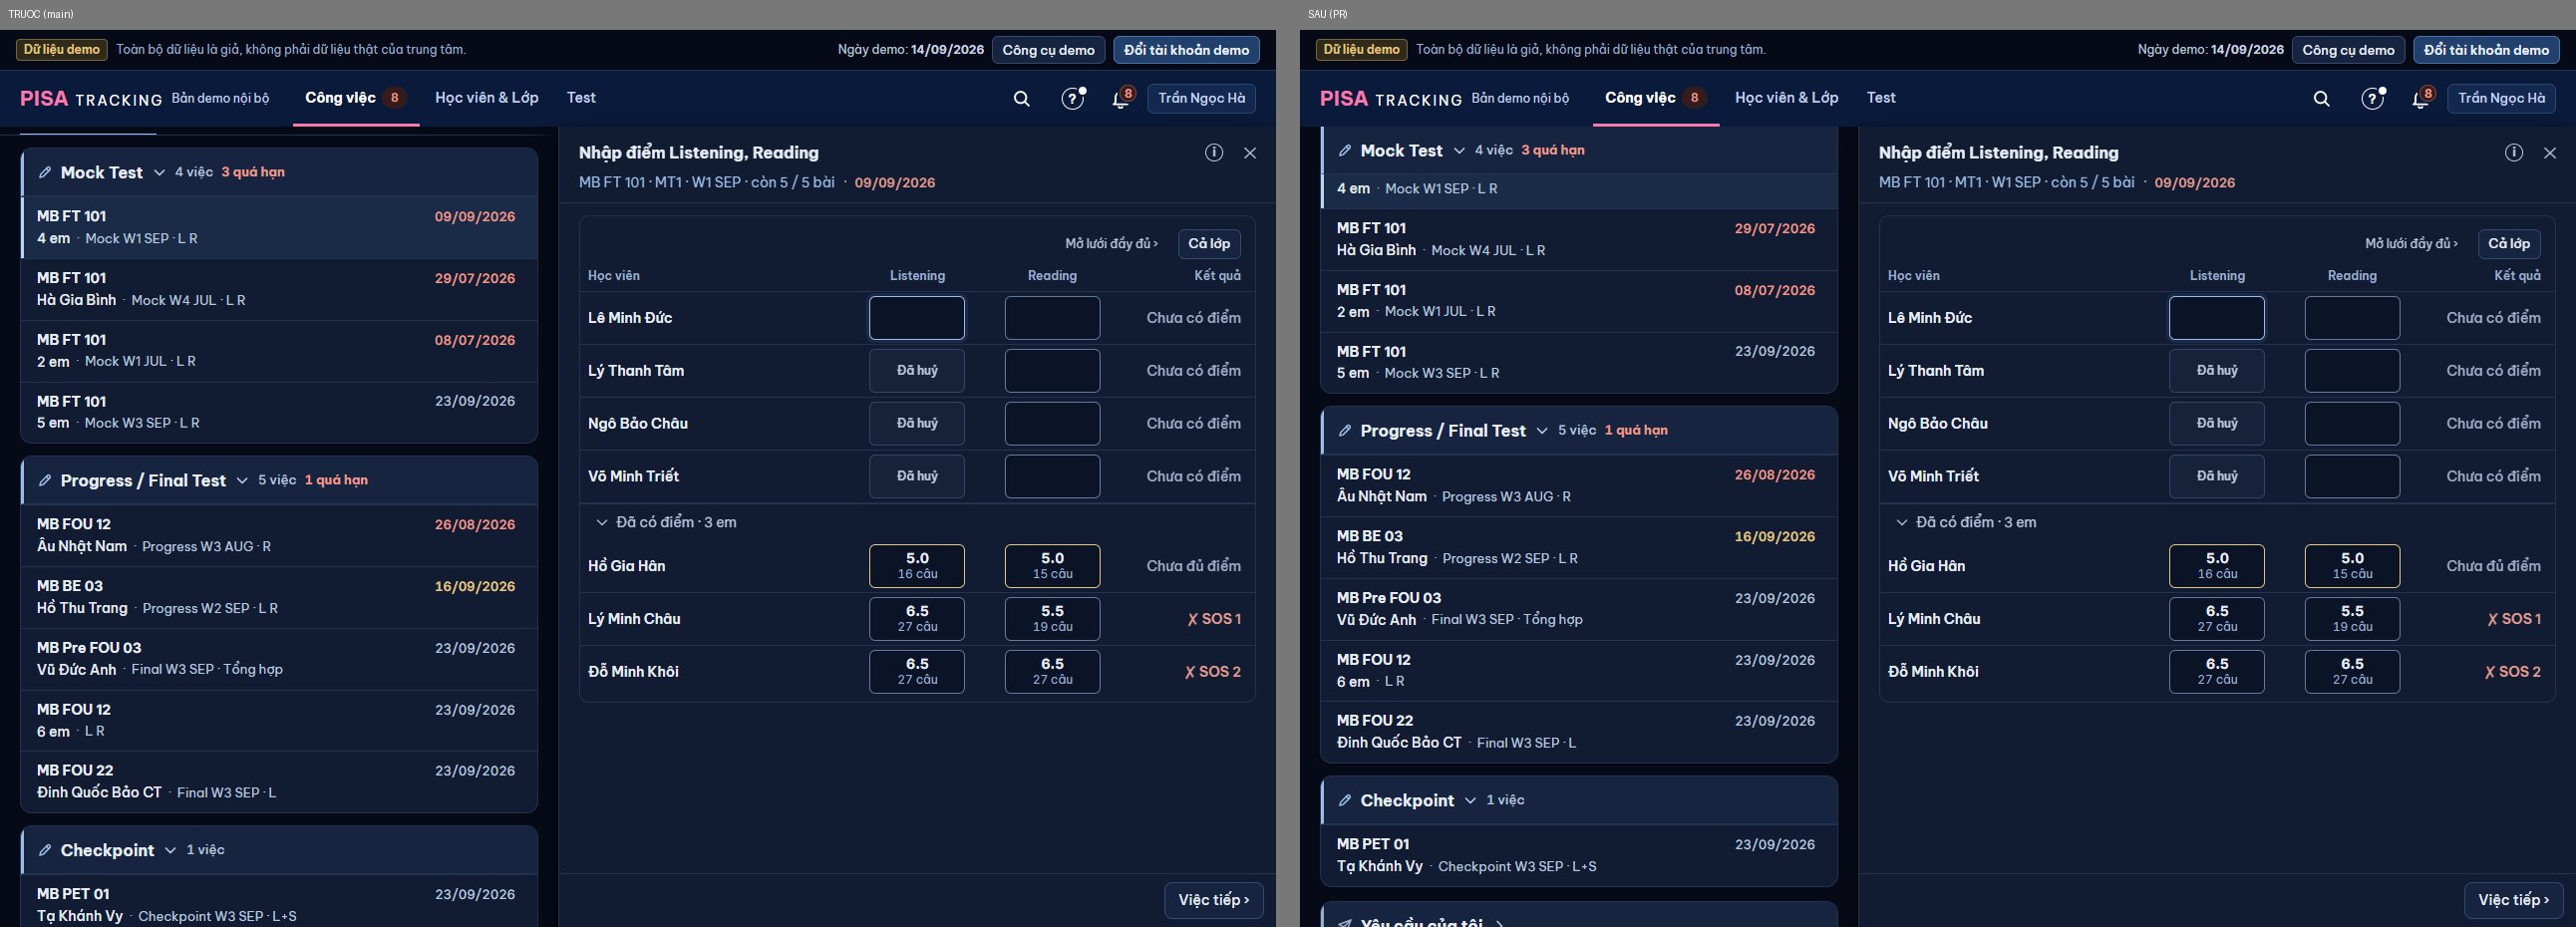 TRUOC (main)
Dữ liệu demo Toàn bộ dữ liệu là giả, không phải dữ liệu thật của trung tâm. Ngày demo: 14/09/2026 Công cụ demo Đổi tài khoản demo
PISA TRACKING Bản demo nội bộ Công việc 8 Học viên & Lớp Test ? 8 Trần Ngọc Hà
Mock Test 4 việc 3 quá hạn
MB FT 101 09/09/2026
4 em · Mock W1 SEP · L R
MB FT 101 29/07/2026
Hà Gia Bình · Mock W4 JUL · L R
MB FT 101 08/07/2026
2 em · Mock W1 JUL · L R
MB FT 101 23/09/2026
5 em · Mock W3 SEP · L R
Progress / Final Test 5 việc 1 quá hạn
MB FOU 12 26/08/2026
Âu Nhật Nam · Progress W3 AUG · R
MB BE 03 16/09/2026
Hồ Thu Trang · Progress W2 SEP · L R
MB Pre FOU 03 23/09/2026
Vũ Đức Anh · Final W3 SEP · Tổng hợp
MB FOU 12 23/09/2026
6 em · L R
MB FOU 22 23/09/2026
Đinh Quốc Bảo CT · Final W3 SEP · L
Checkpoint 1 việc
MB PET 01 23/09/2026
Tạ Khánh Vy · Checkpoint W3 SEP · L+S
Nhập điểm Listening, Reading
MB FT 101 · MT1 · W1 SEP · còn 5 / 5 bài · 09/09/2026
Mở lưới đầy đủ › Cả lớp
Học viên Listening Reading Kết quả
Lê Minh Đức Chưa có điểm
Lý Thanh Tâm Đã huỷ Chưa có điểm
Ngô Bảo Châu Đã huỷ Chưa có điểm
Võ Minh Triết Đã huỷ Chưa có điểm
Đã có điểm · 3 em
Hồ Gia Hân 5.0 16 câu 5.0 15 câu Chưa đủ điểm
Lý Minh Châu 6.5 27 câu 5.5 19 câu ✗ SOS 1
Đỗ Minh Khôi 6.5 27 câu 6.5 27 câu ✗ SOS 2
Việc tiếp ›
SAU (PR)
Dữ liệu demo Toàn bộ dữ liệu là giả, không phải dữ liệu thật của trung tâm. Ngày demo: 14/09/2026 Công cụ demo Đổi tài khoản demo
PISA TRACKING Bản demo nội bộ Công việc 8 Học viên & Lớp Test ? 8 Trần Ngọc Hà
Mock Test 4 việc 3 quá hạn
4 em · Mock W1 SEP · L R
MB FT 101 29/07/2026
Hà Gia Bình · Mock W4 JUL · L R
MB FT 101 08/07/2026
2 em · Mock W1 JUL · L R
MB FT 101 23/09/2026
5 em · Mock W3 SEP · L R
Progress / Final Test 5 việc 1 quá hạn
MB FOU 12 26/08/2026
Âu Nhật Nam · Progress W3 AUG · R
MB BE 03 16/09/2026
Hồ Thu Trang · Progress W2 SEP · L R
MB Pre FOU 03 23/09/2026
Vũ Đức Anh · Final W3 SEP · Tổng hợp
MB FOU 12 23/09/2026
6 em · L R
MB FOU 22 23/09/2026
Đinh Quốc Bảo CT · Final W3 SEP · L
Checkpoint 1 việc
MB PET 01 23/09/2026
Tạ Khánh Vy · Checkpoint W3 SEP · L+S
Yêu cầu của tôi
Nhập điểm Listening, Reading
MB FT 101 · MT1 · W1 SEP · còn 5 / 5 bài · 09/09/2026
Mở lưới đầy đủ › Cả lớp
Học viên Listening Reading Kết quả
Lê Minh Đức Chưa có điểm
Lý Thanh Tâm Đã huỷ Chưa có điểm
Ngô Bảo Châu Đã huỷ Chưa có điểm
Võ Minh Triết Đã huỷ Chưa có điểm
Đã có điểm · 3 em
Hồ Gia Hân 5.0 16 câu 5.0 15 câu Chưa đủ điểm
Lý Minh Châu 6.5 27 câu 5.5 19 câu ✗ SOS 1
Đỗ Minh Khôi 6.5 27 câu 6.5 27 câu ✗ SOS 2
Việc tiếp ›